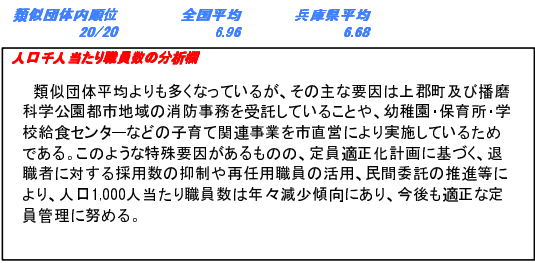 類似団体内順位 全国平均 兵庫県平均
20/20 6.96 6.68
人口千人当たり職員数の分析欄
類似団体平均よりも多くなっているが、その主な要因は上郡町及び播磨
科学公園都市地域の消防事務を受託していることや、幼稚園・保育所・学
校給食センターなどの子育て関連事業を市直営により実施しているため
である。このような特殊要因があるものの、定員適正化計画に基づく、退
職者に対する採用数の抑制や再任用職員の活用、民間委託の推進等に
より、人口1,000人当たり職員数は年々減少傾向にあり、今後も適正な定
員管理に努める。